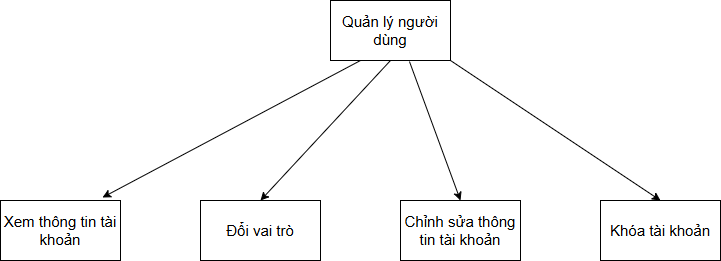 Quản lý người
dùng
Xem thông tin tài
khoản
Đổi vai trò
Chỉnh sửa thông
tin tài khoản
Khóa tài khoản